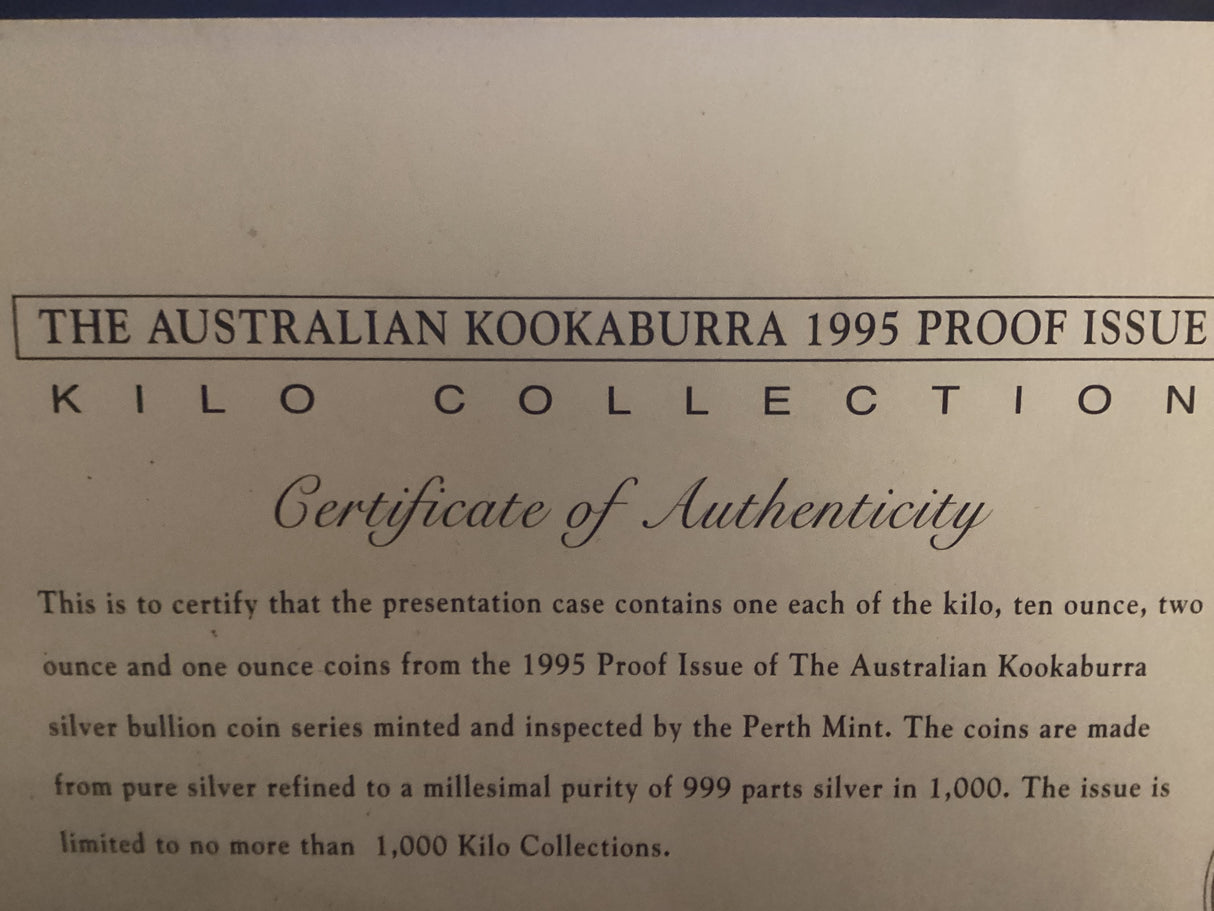 THE AUSTRALIAN KOOKABURRA 1995 PROOF ISSUE
KILO COLLECTION
Certificate of Authenticity
This is to certify that the presentation case contains one each of the kilo, ten ounce, two
ounce and one ounce coins from the 1995 Proof Issue of The Australian Kookaburra
silver bullion coin series minted and inspected by the Perth Mint. The coins are made
from pure silver refined to a millesimal purity of 999 parts silver in 1,000. The issue is
limited to no more than 1,000 Kilo Collections.